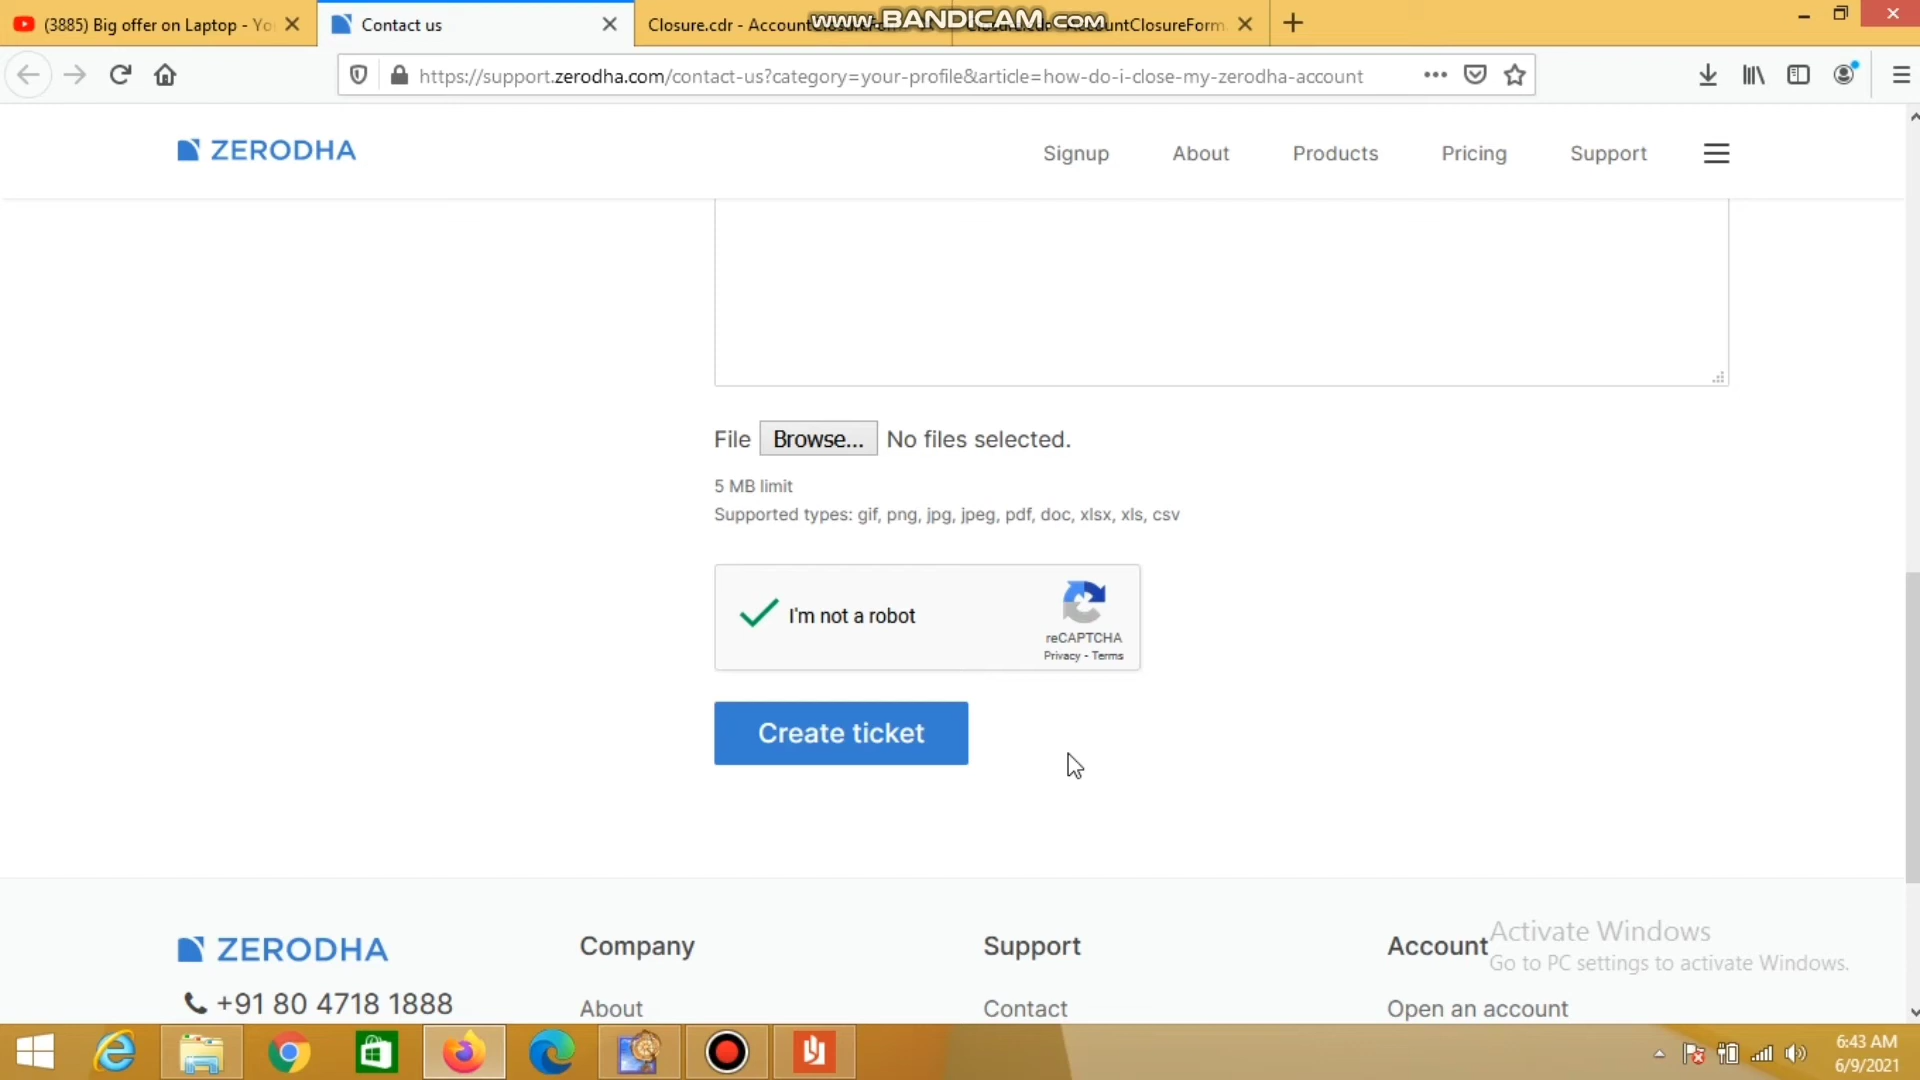 (3885) Big offer on Laptop - Yo
Contact us
Closure.cdr - Account
www.BANDICAM.com
ntClosureForm
https://support.zerodha.com/contact-us?category=your-profile&article=how-do-i-close-my-zerodha-account
ZERODHA
Signup
About
Products
Pricing
Support
File Browse... No files selected.
5 MB limit
Supported types: gif, png, jpg, jpeg, pdf, doc, xlsx, xls, csv
I'm not a robot
reCAPTCHA
Privacy - Terms
Create ticket
ZERODHA
Company
Support
Account
Activate Windows
Go to PC settings to activate Windows.
+91 80 4718 1888
About
Contact
Open an account
6:43 AM
6/9/2021